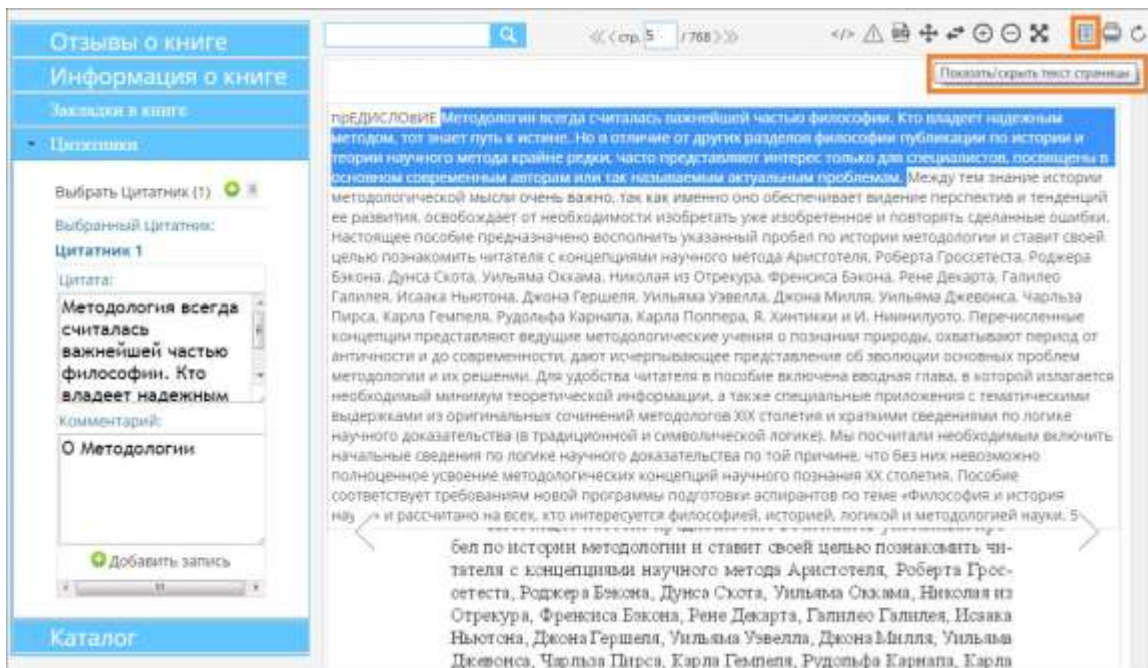 Отзывы о книге
Информация о книге
Закладки в книге
Цитатники
Выбрать Цитатник (1)
Выбранный Цитатник:
Цитатник 1
Цитата:
Методология всегда
считалась
важнейшей частью
философии. Кто
владеет надежным
Комментарий:
О Методологии
Добавить запись
Каталог
стр. 5 / 768
Показать/скрыть текст страницы
прЕДИСЛОвИЕ Методология всегда считалась важнейшей частью философии. Кто владеет надежным
методом, тот знает путь к истине. Но в отличие от других разделов философии публикации по истории и
теории научного метода крайне редки, часто представляют интерес только для специалистов, посвящены в
основном современным авторам или так называемым актуальным проблемам. Между тем знание истории
методологической мысли очень важно, так как именно оно обеспечивает видение перспектив и тенденций
ее развития, освобождает от необходимости изобретать уже изобретенное и повторять сделанные ошибки.
Настоящее пособие предназначено восполнить указанный пробел по истории методологии и ставит своей
целью познакомить читателя с концепциями научного метода Аристотеля, Роберта Гроссетеста, Роджера
Бэкона, Дунса Скота, Уильяма Оккама, Николая из Отрекура, Френсиса Бэкона, Рене Декарта, Галилео
Галилея, Исаака Ньютона, Джона Гершеля, Уильяма Уэвелла, Джона Милля, Уильяма Джевонса, Чарльза
Пирса, Карла Гемпеля, Рудольфа Карнапа, Карла Поппера, Я. Хинтикки и И. Ниинилуото. Перечисленные
концепции представляют ведущие методологические учения о познании природы, охватывают период от
античности и до современности, дают исчерпывающее представление об эволюции основных проблем
методологии и их решении. Для удобства читателя в пособие включена вводная глава, в которой излагается
необходимый минимум теоретической информации, а также специальные приложения с тематическими
выдержками из оригинальных сочинений методологов XIX столетия и краткими сведениями по логике
научного доказательства (в традиционной и символической логике). Мы посчитали необходимым включить
начальные сведения по логике научного доказательства по той причине, что без них невозможно
полноценное усвоение методологических концепций научного познания XX столетия. Пособие
соответствует требованиям новой программы подготовки аспирантов по теме «Философия и история
и рассчитано на всех, кто интересуется философией, историей, логикой и методологией науки. 5
бел по истории методологии и ставит своей целью познакомить чи-
тателя с концепциями научного метода Аристотеля, Роберта Грос-
сетеста, Роджера Бэкона, Дунса Скота, Уильяма Оккама, Николая из
Отрекура, Френсиса Бэкона, Рене Декарта, Галилео Галилея, Исаака
Ньютона, Джона Гершеля, Уильяма Уэвелла, Джона Милля, Уильяма
Джевонса, Чарльза Пирса, Карла Гемпеля, Рудольфа Карнапа, Карла